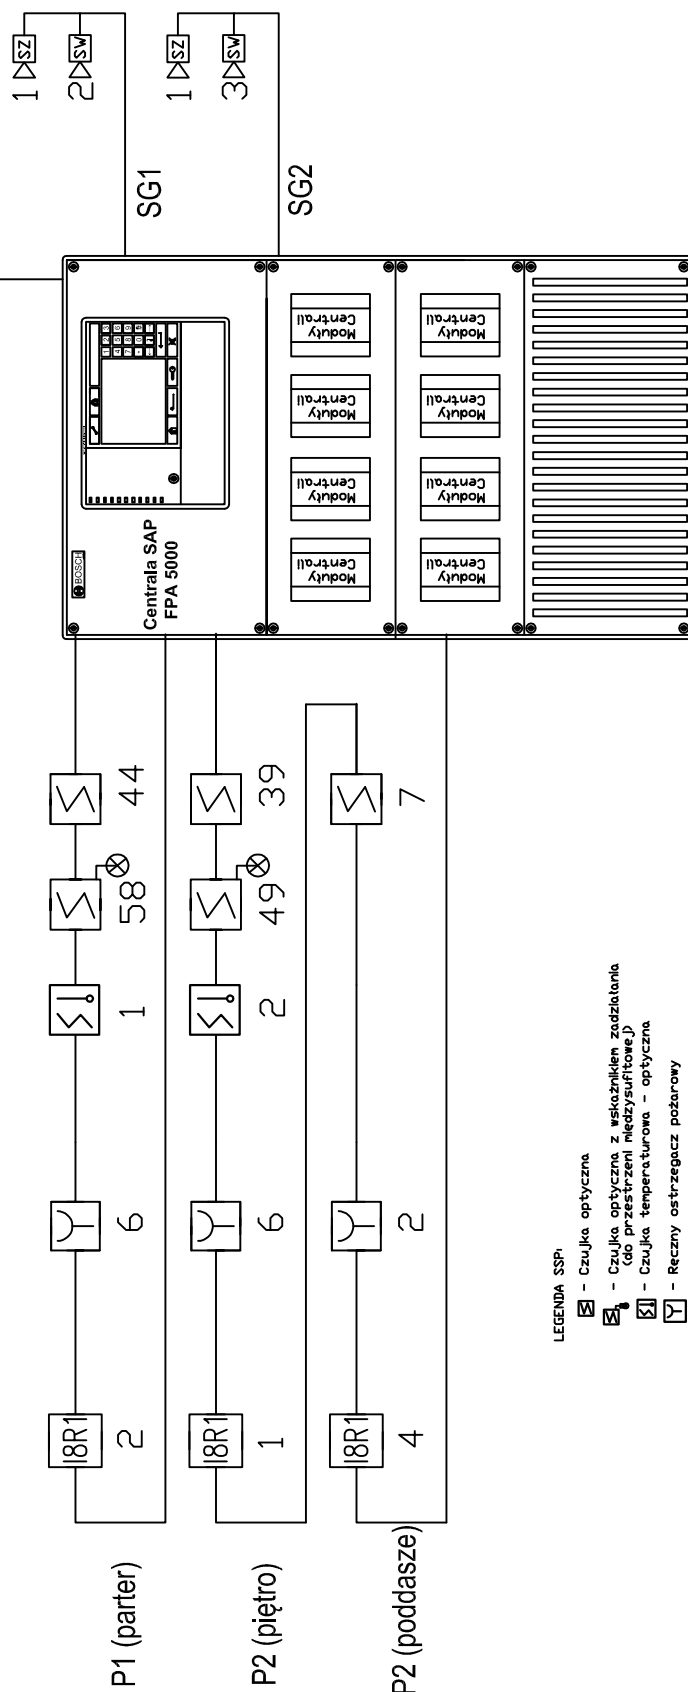 1 SZ
2 SW
1 SZ
3 SW
SG1
SG2
BOSCH
Centrala SAP
FPA 5000
Moduły
Centrali
Moduły
Centrali
Moduły
Centrali
Moduły
Centrali
Moduły
Centrali
Moduły
Centrali
Moduły
Centrali
Moduły
Centrali
P1 (parter)
I8R1 2
6
1
58
44
P2 (piętro)
I8R1 1
6
2
49
39
P2 (poddasze)
I8R1 4
2
7
LEGENDA SSP:
- Czujka optyczna
- Czujka optyczna z wskaźnikiem zadziałania
(do przestrzeni międzysufitowej)
- Czujka temperaturowa - optyczna
- Ręczny ostrzegacz pożarowy